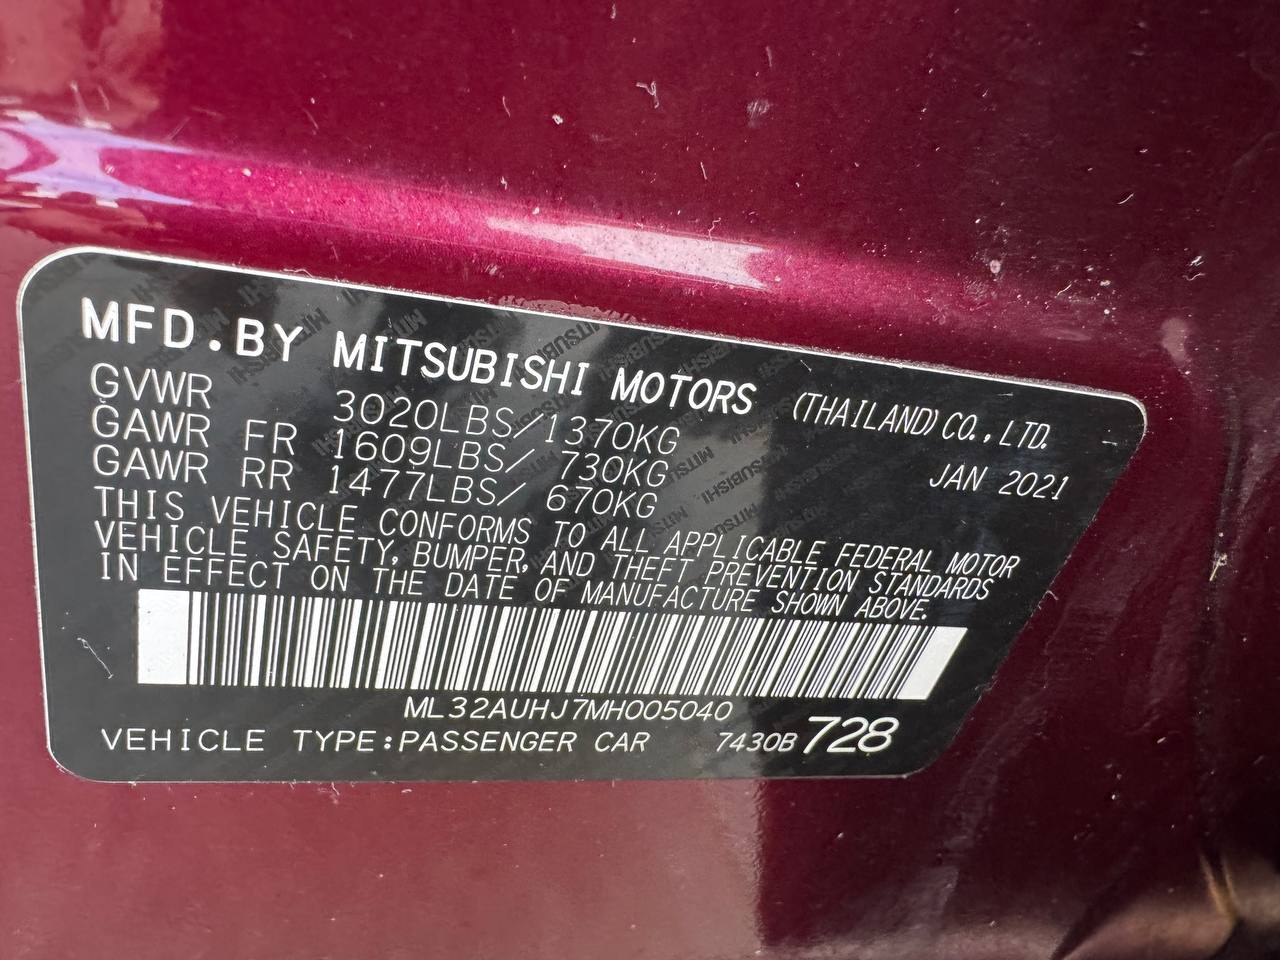 MFD.BY MITSUBISHI MOTORS (THAILAND) CO., LTD.
GVWR 3020LBS/1370KG JAN 2021
GAWR FR 1609LBS/ 730KG
GAWR RR 1477LBS/ 670KG
THIS VEHICLE CONFORMS TO ALL APPLICABLE FEDERAL MOTOR
VEHICLE SAFETY, BUMPER, AND THEFT PREVENTION STANDARDS
IN EFFECT ON THE DATE OF MANUFACTURE SHOWN ABOVE.
ML32AUHJ7MH005040
VEHICLE TYPE:PASSENGER CAR 7430B 728